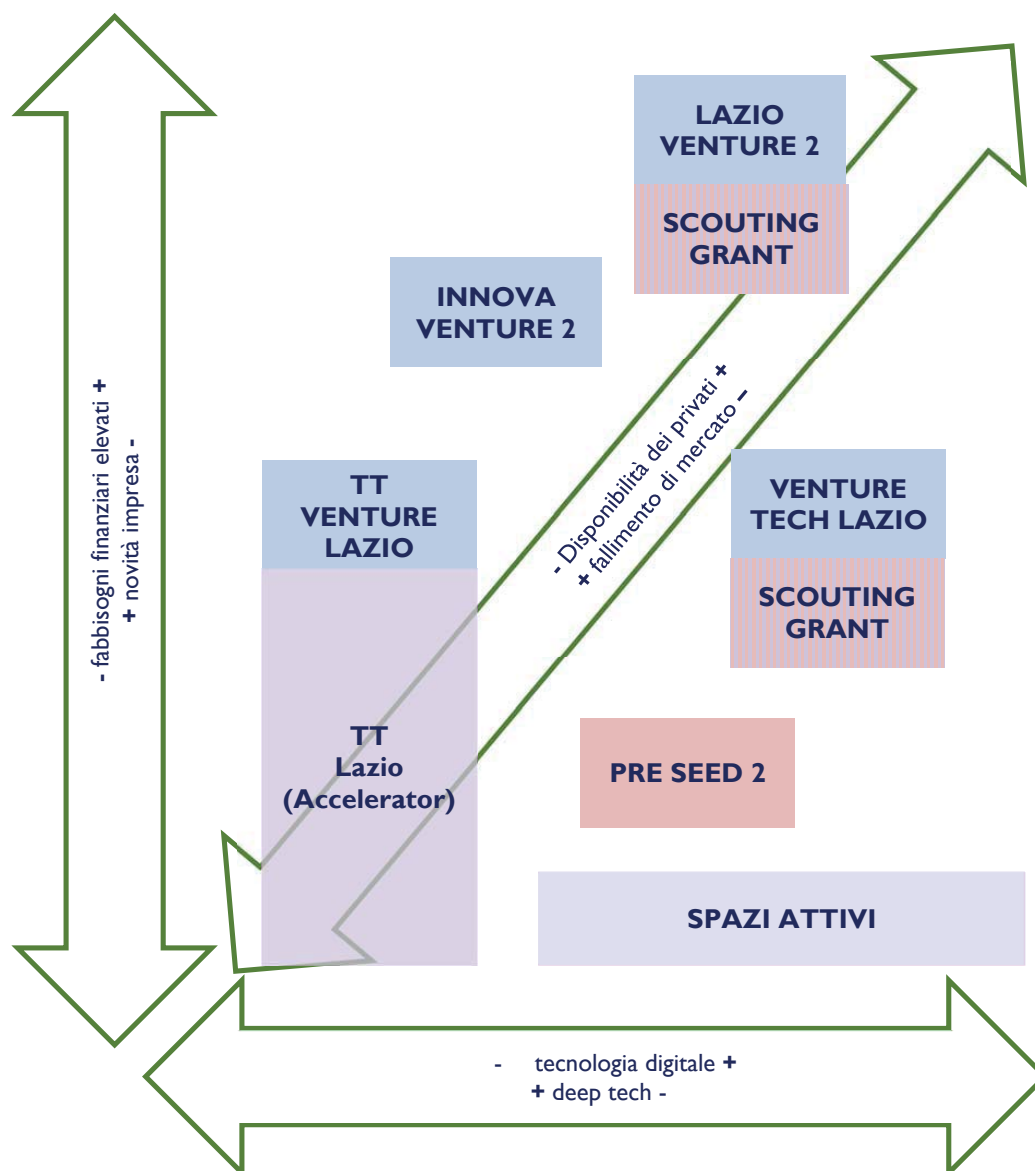 LAZIO
VENTURE 2
SCOUTING
GRANT
INNOVA
VENTURE 2
- fabbisogni finanziari elevati +
+ novità impresa -
- Disponibilità dei privati +
+ fallimento di mercato –
TT
VENTURE
LAZIO
VENTURE
TECH LAZIO
SCOUTING
GRANT
TT
Lazio
(Accelerator)
PRE SEED 2
SPAZI ATTIVI
- tecnologia digitale +
+ deep tech -